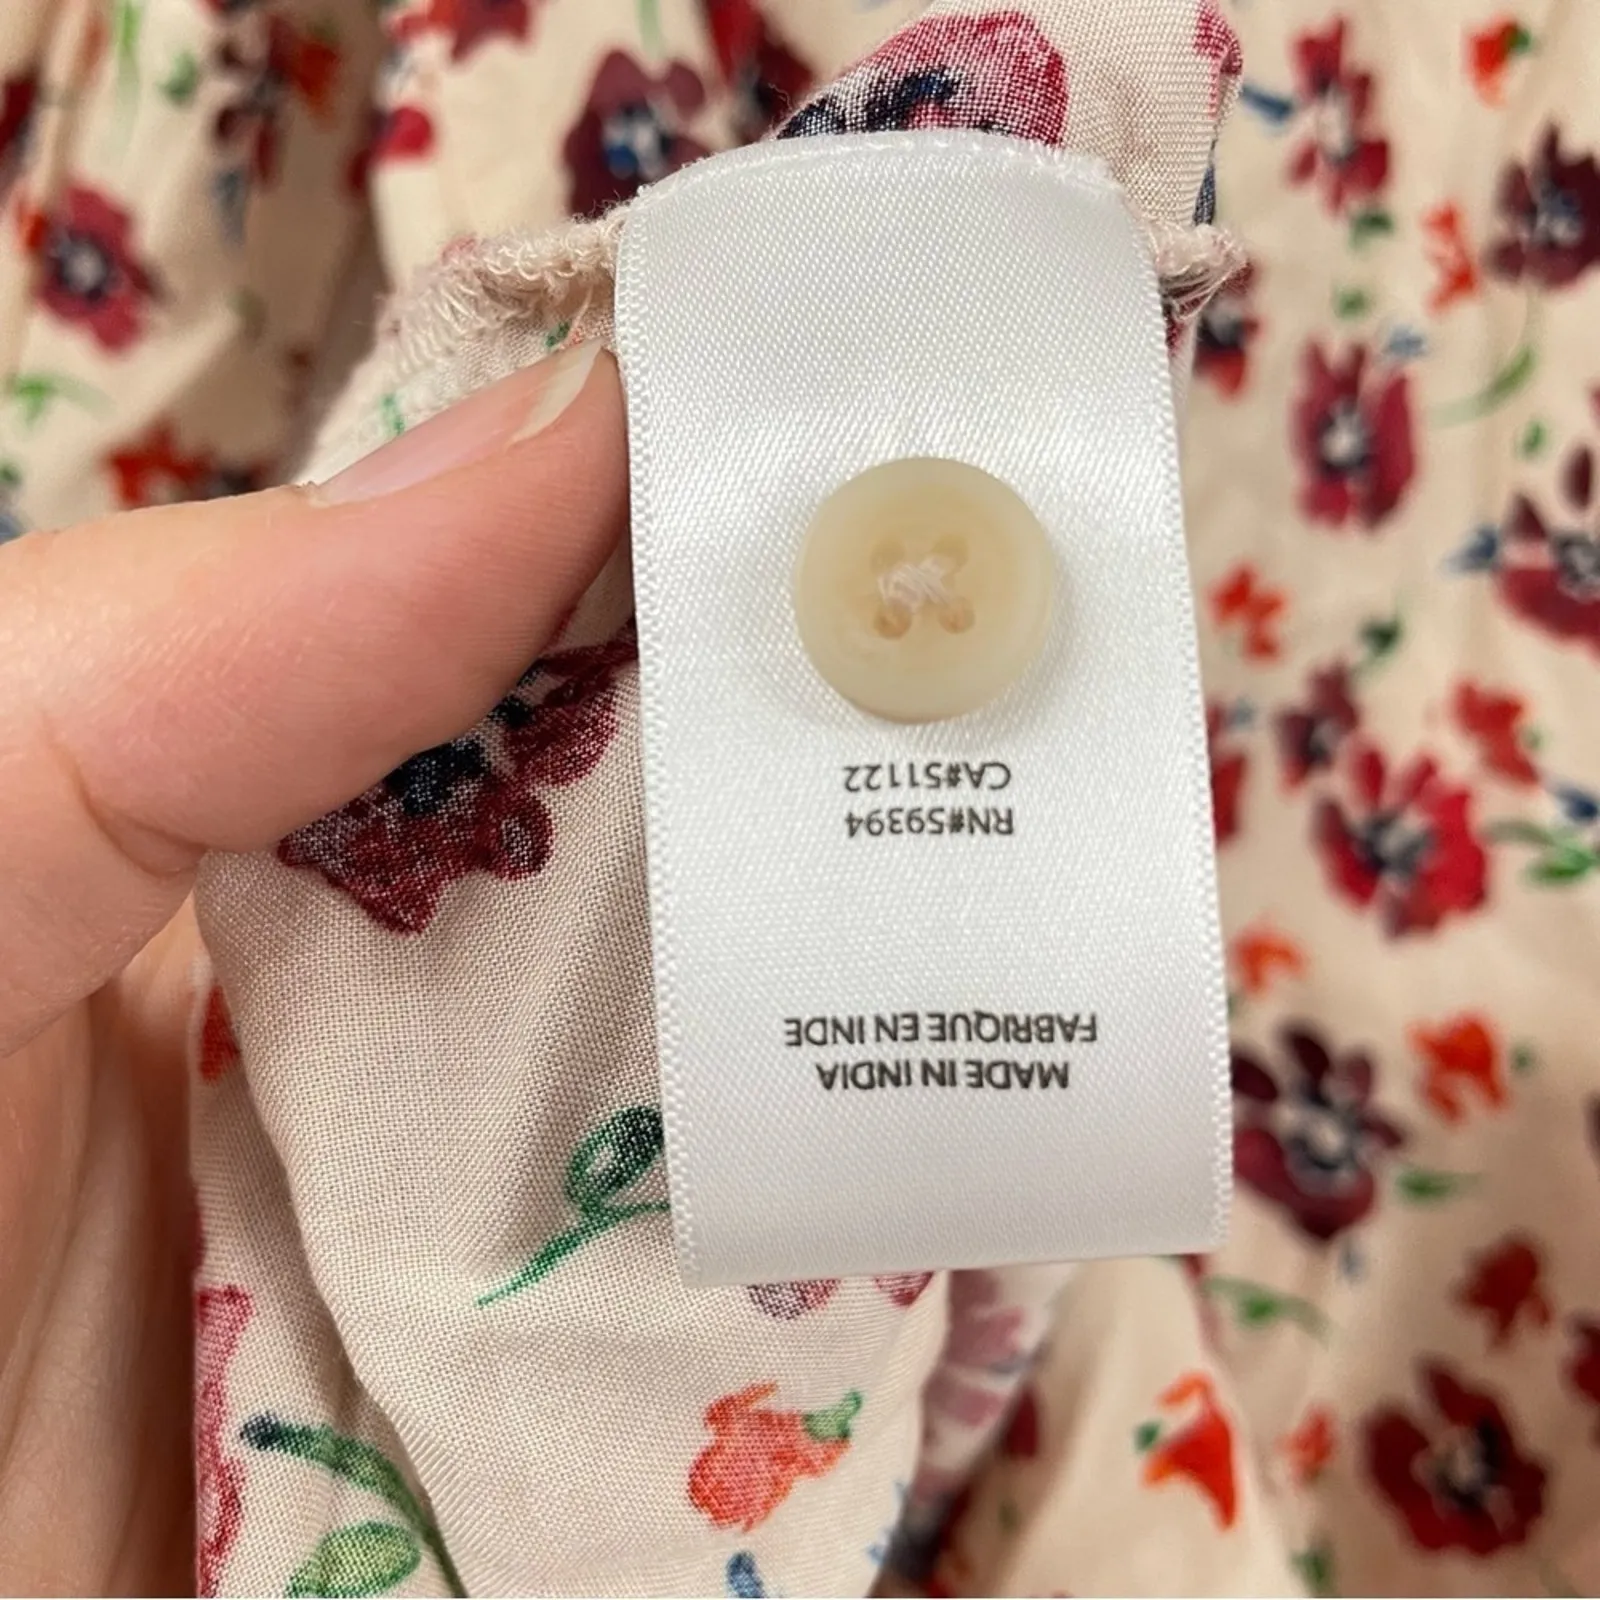 MADE IN INDIA
FABRIQUE EN INDE
RN#59394
CA#51122